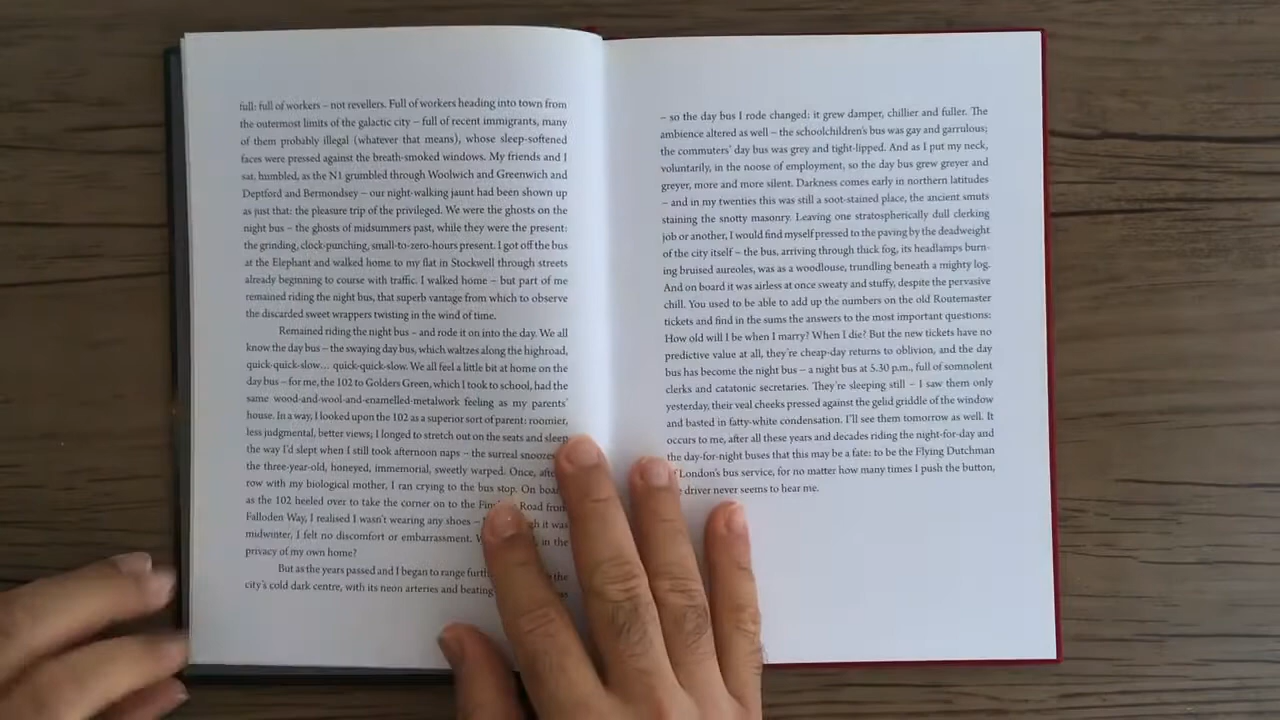 full: full of workers – not revellers. Full of workers heading into town from
the outermost limits of the galactic city – full of recent immigrants, many
of them probably illegal (whatever that means), whose sleep-softened
faces were pressed against the breath-smoked windows. My friends and I
sat, humbled, as the N1 grumbled through Woolwich and Greenwich and
Deptford and Bermondsey – our night-walking jaunt had been shown up
as just that: the pleasure trip of the privileged. We were the ghosts on the
night bus – the ghosts of midsummers past, while they were the present:
the grinding, clock-punching, small-to-zero-hours present. I got off the bus
at the Elephant and walked home to my flat in Stockwell through streets
already beginning to course with traffic. I walked home – but part of me
remained riding the night bus, that superb vantage from which to observe
the discarded sweet wrappers twisting in the wind of time.
Remained riding the night bus – and rode it on into the day. We all
know the day bus – the swaying day bus, which waltzes along the highroad,
quick-quick-slow... quick-quick-slow. We all feel a little bit at home on the
day bus – for me, the 102 to Golders Green, which I took to school, had the
same wood-and-wool-and-enamelled-metalwork feeling as my parents'
house. In a way, I looked upon the 102 as a superior sort of parent: roomier,
less judgmental, better views; I longed to stretch out on the seats and sleep
the way I'd slept when I still took afternoon naps – the surreal snoozes
the three-year-old, honeyed, immemorial, sweetly warped. Once, after
row with my biological mother, I ran crying to the bus stop. On board
as the 102 heeled over to take the corner on to the Road from
Falloden Way, I realised I wasn't wearing any shoes – it was
midwinter, I felt no discomfort or embarrassment. in the
privacy of my own home?
But as the years passed and I began to range the
city's cold dark centre, with its neon arteries and beating
– so the day bus I rode changed: it grew damper, chillier and fuller. The
ambience altered as well – the schoolchildren's bus was gay and garrulous;
the commuters' day bus was grey and tight-lipped. And as I put my neck,
voluntarily, in the noose of employment, so the day bus grew greyer and
greyer, more and more silent. Darkness comes early in northern latitudes
– and in my twenties this was still a soot-stained place, the ancient smuts
staining the snotty masonry. Leaving one stratospherically dull clerking
job or another, I would find myself pressed to the paving by the deadweight
of the city itself – the bus, arriving through thick fog, its headlamps burn-
ing bruised aureoles, was as a woodlouse, trundling beneath a mighty log.
And on board it was airless at once sweaty and stuffy, despite the pervasive
chill. You used to be able to add up the numbers on the old Routemaster
tickets and find in the sums the answers to the most important questions:
How old will I be when I marry? When I die? But the new tickets have no
predictive value at all, they're cheap-day returns to oblivion, and the day
bus has become the night bus – a night bus at 5.30 p.m., full of somnolent
clerks and catatonic secretaries. They're sleeping still – I saw them only
yesterday, their veal cheeks pressed against the gelid griddle of the window
and basted in fatty-white condensation. I'll see them tomorrow as well. It
occurs to me, after all these years and decades riding the night-for-day and
the day-for-night buses that this may be a fate: to be the Flying Dutchman
of London's bus service, for no matter how many times I push the button,
driver never seems to hear me.